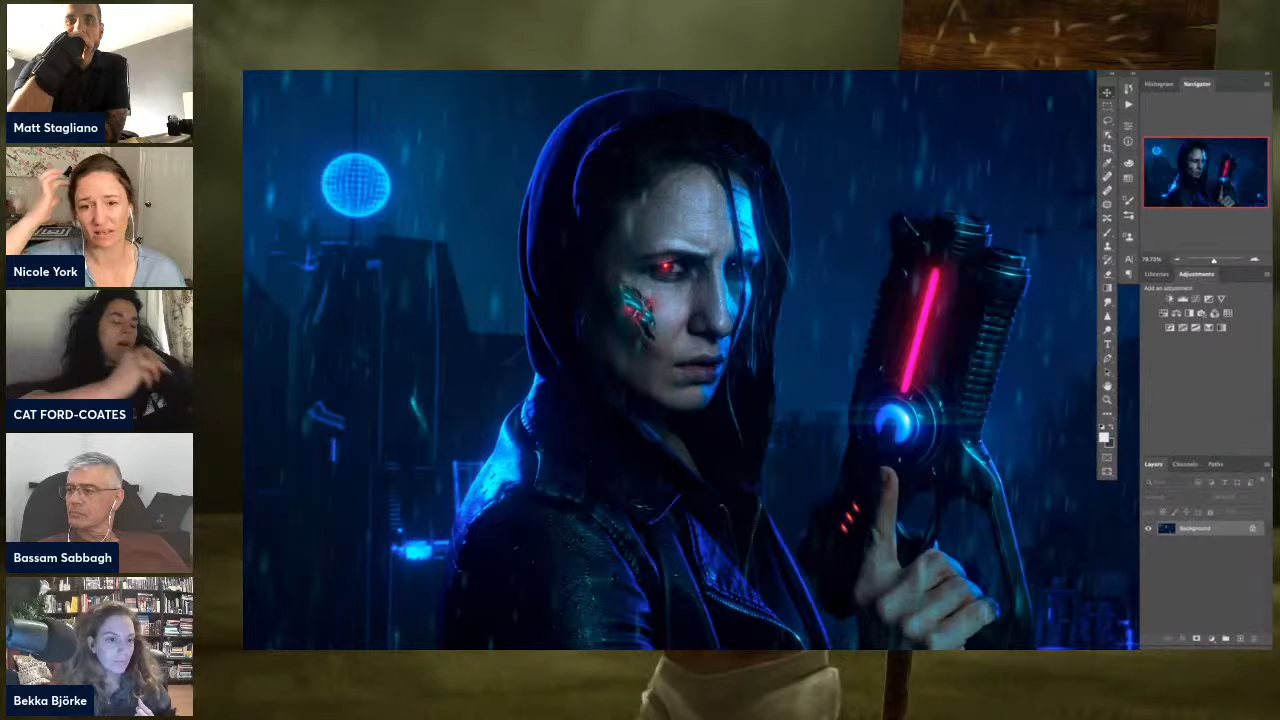 Matt Stagliano
Nicole York
CAT FORD-COATES
Bassam Sabbagh
Bekka Björke
Histogram Navigator
Libraries Adjustments
Add an adjustment
Layers Channels Paths
Background